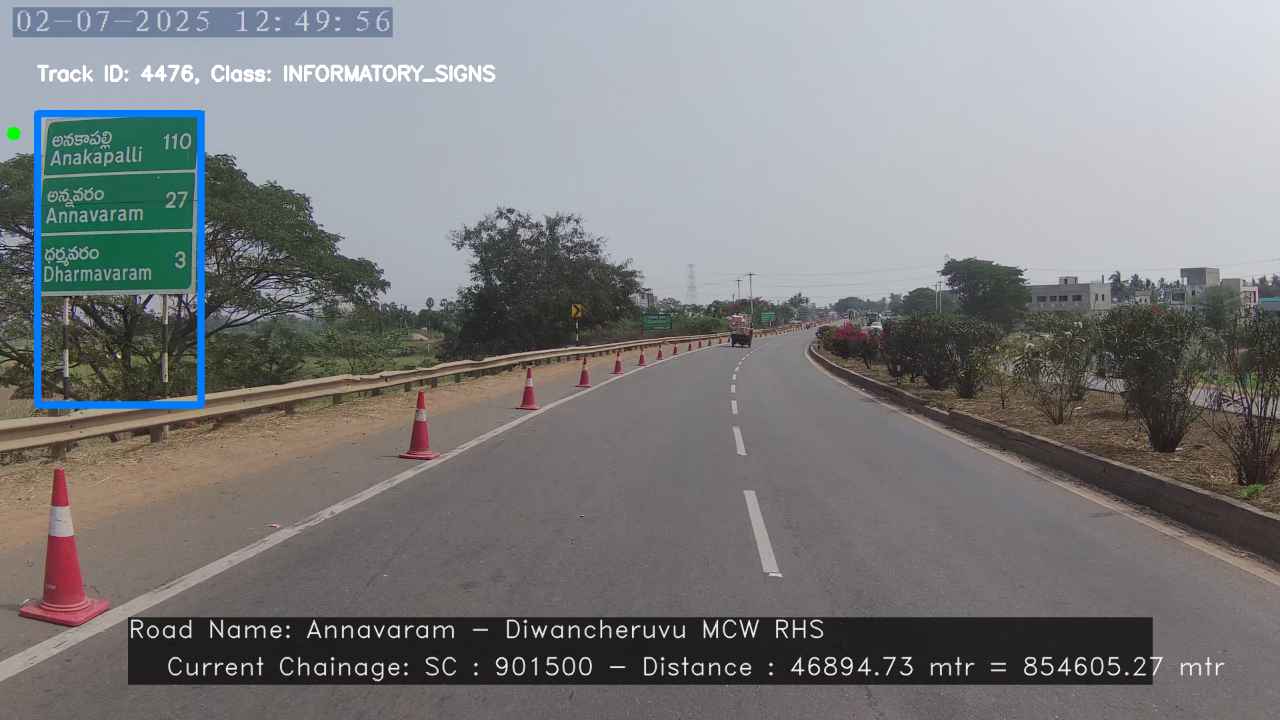 02-07-2025 12:49:56
Track ID: 4476, Class: INFORMATORY_SIGNS
అనకాపల్లి 110
Anakapalli
అన్నవరం 27
Annavaram
ధర్మవరం 3
Dharmavaram
Road Name: Annavaram - Diwancheruvu MCW RHS
Current Chainage: SC : 901500 - Distance : 46894.73 mtr = 854605.27 mtr